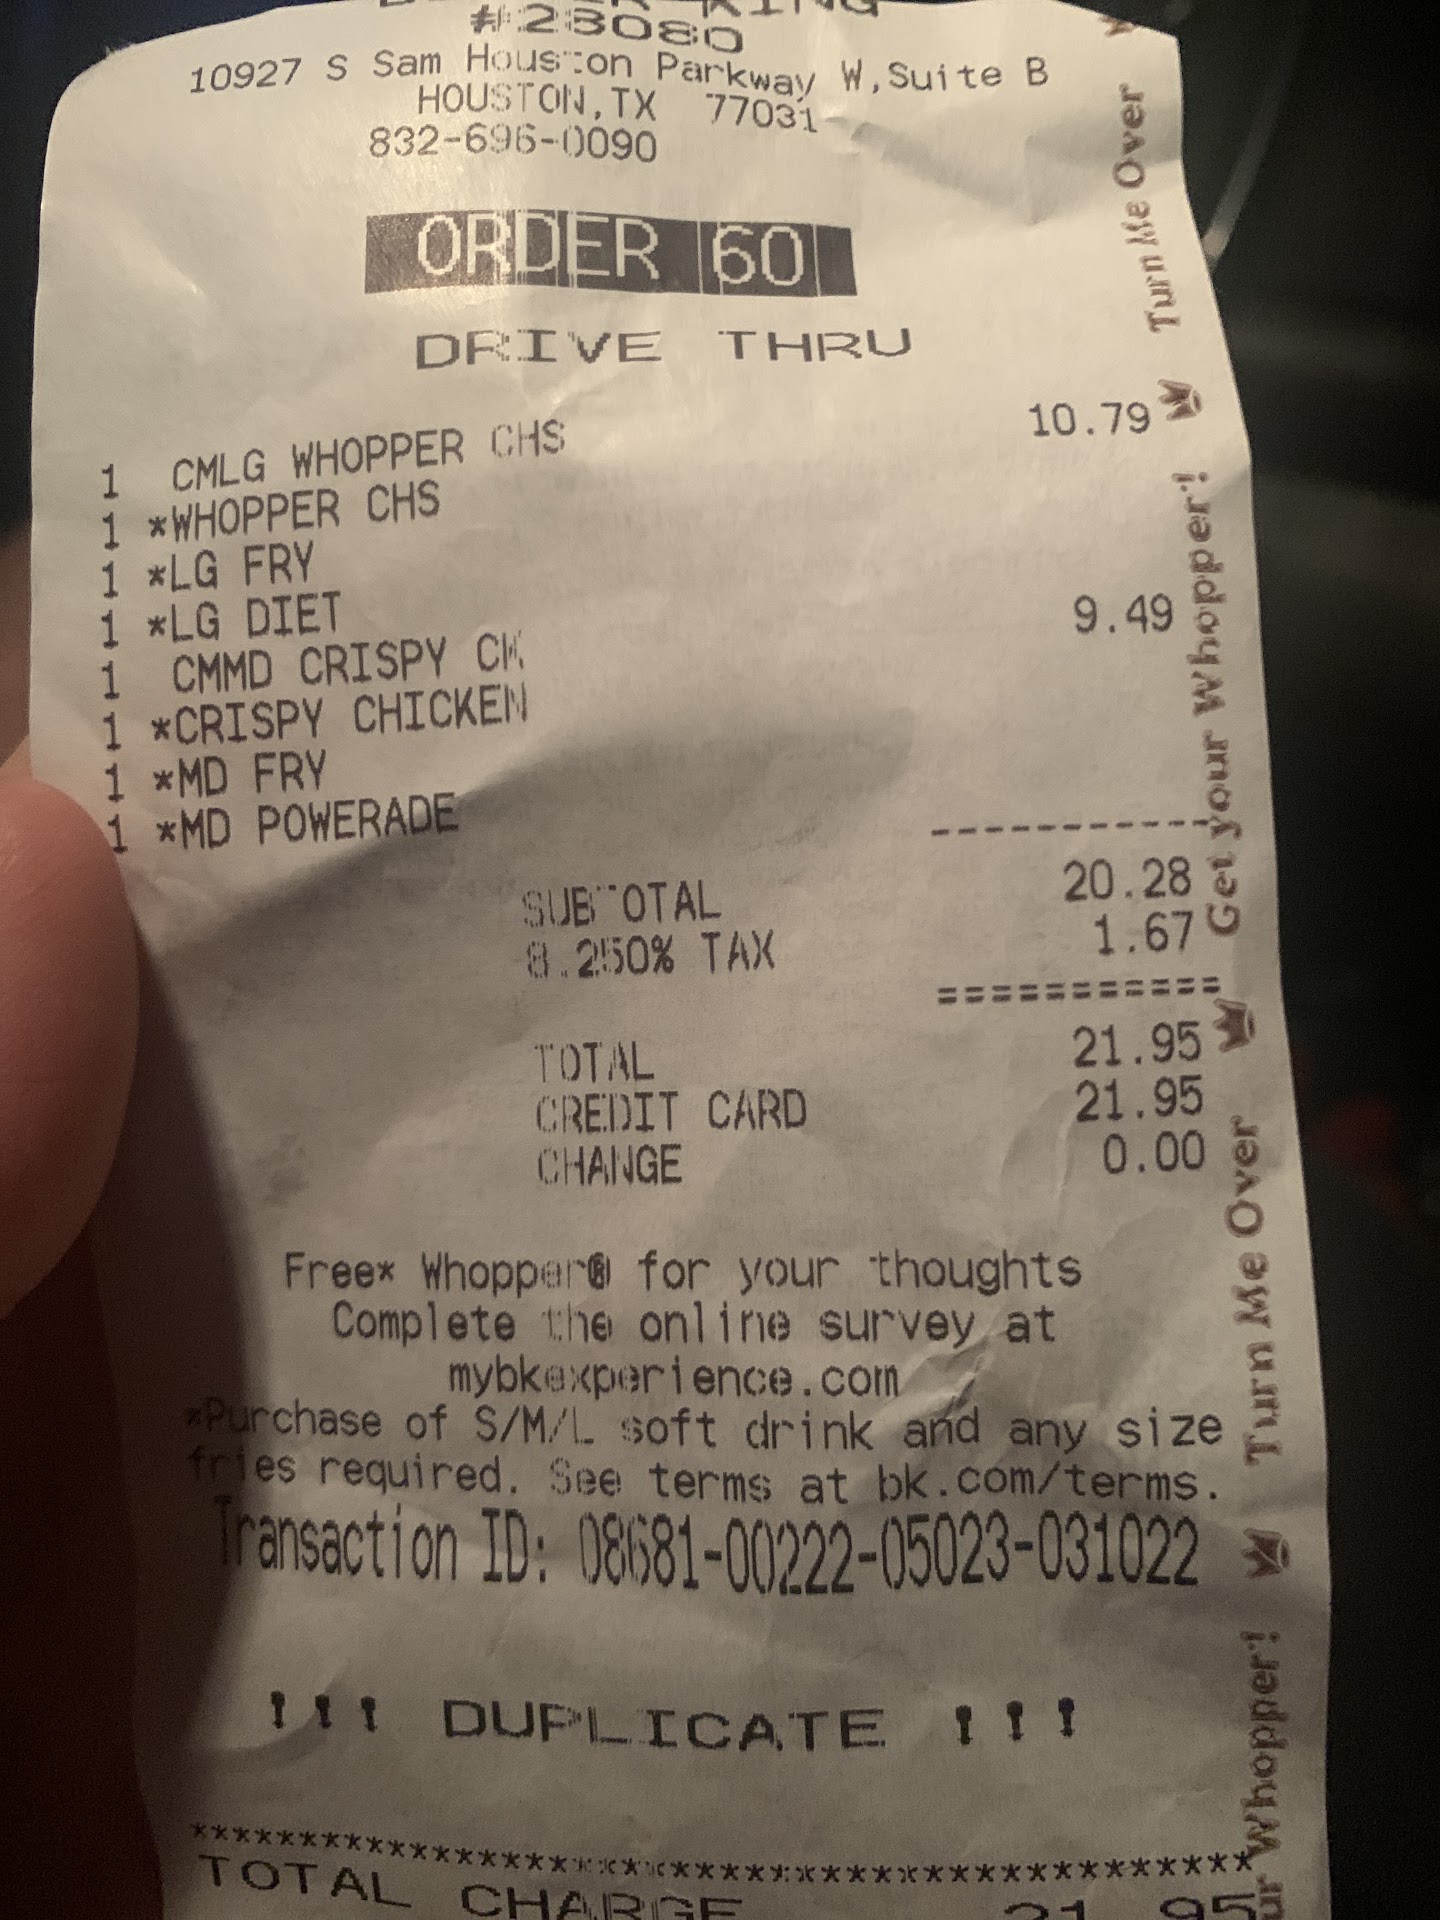 #23080
10927 S Sam Houston Parkway W,Suite B
HOUSTON,TX 77031
832-696-0090
ORDER 60
DRIVE THRU
1 CMLG WHOPPER CHS 10.79
1 *WHOPPER CHS
1 *LG FRY
1 *LG DIET
1 CMMD CRISPY CK 9.49
1 *CRISPY CHICKEN
1 *MD FRY
1 *MD POWERADE
SUBTOTAL 20.28
8.250% TAX 1.67
===========
TOTAL 21.95
CREDIT CARD 21.95
CHANGE 0.00
Free* Whopper® for your thoughts
Complete the online survey at
mybkexperience.com
*Purchase of S/M/L soft drink and any size
fries required. See terms at bk.com/terms.
Transaction ID: 08681-00222-05023-031022
!!! DUPLICATE !!!
TOTAL CHARGE 21.95
Turn Me Over
Get your Whopper!
Turn Me Over
Whopper!